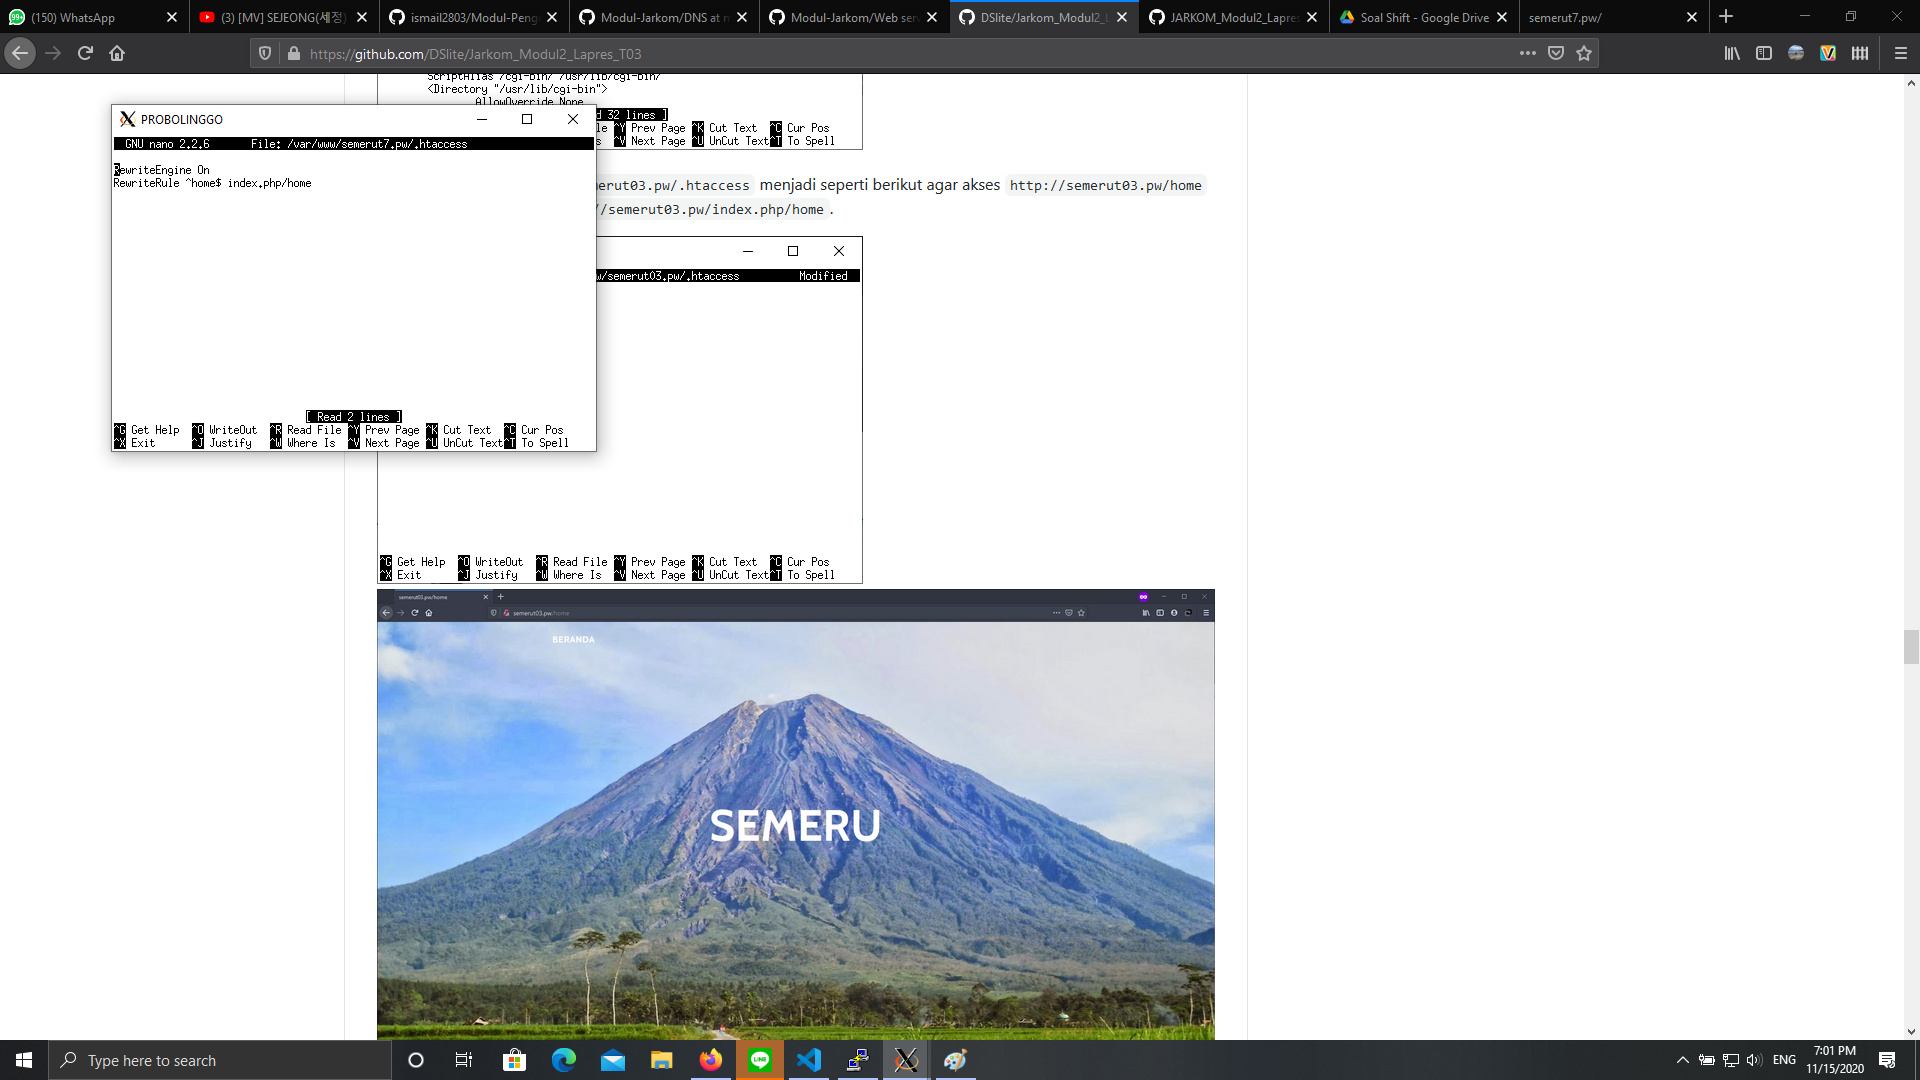 (150) WhatsApp
(3) [MV] SEJEONG(세정)
ismail2803/Modul-Peng
Modul-Jarkom/DNS at n
Modul-Jarkom/Web serv
DSlite/Jarkom_Modul2_L
JARKOM_Modul2_Lapres
Soal Shift - Google Drive
semerut7.pw/
https://github.com/DSlite/Jarkom_Modul2_Lapres_T03
ScriptAlias /cgi-bin/ /usr/lib/cgi-bin/
<Directory "/usr/lib/cgi-bin">
AllowOverride None
d 32 lines ]
le ^Y Prev Page ^K Cut Text ^C Cur Pos
s ^V Next Page ^U UnCut Text ^T To Spell
PROBOLINGGO
GNU nano 2.2.6 File: /var/www/semerut7.pw/.htaccess
RewriteEngine On
RewriteRule ^home$ index.php/home
[ Read 2 lines ]
^G Get Help ^O WriteOut ^R Read File ^Y Prev Page ^K Cut Text ^C Cur Pos
^X Exit ^J Justify ^W Where Is ^V Next Page ^U UnCut Text ^T To Spell
merut03.pw/.htaccess menjadi seperti berikut agar akses http://semerut03.pw/home
//semerut03.pw/index.php/home .
w/semerut03.pw/.htaccess Modified
^G Get Help ^O WriteOut ^R Read File ^Y Prev Page ^K Cut Text ^C Cur Pos
^X Exit ^J Justify ^W Where Is ^V Next Page ^U UnCut Text ^T To Spell
semerut03.pw/home
semerut03.pw/home
BERANDA
SEMERU
Type here to search
ENG
7:01 PM
11/15/2020